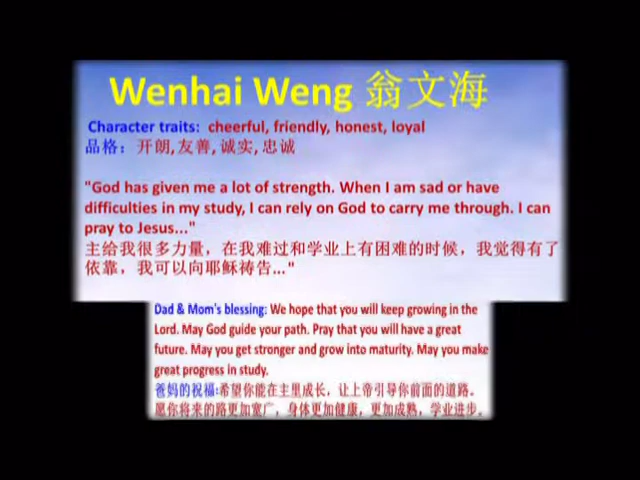 Wenhai Weng 翁文海
Character traits: cheerful, friendly, honest, loyal
品格：开朗,友善,诚实,忠诚
"God has given me a lot of strength. When I am sad or have
difficulties in my study, I can rely on God to carry me through. I can
pray to Jesus..."
主给我很多力量，在我难过和学业上有困难的时候，我觉得有了
依靠，我可以向耶稣祷告..."
Dad & Mom's blessing: We hope that you will keep growing in the
Lord. May God guide your path. Pray that you will have a great
future. May you get stronger and grow into maturity. May you make
great progress in study.
爸妈的祝福:希望你能在主里成长，让上帝引导你前面的道路。
愿你将来的路更加宽广，身体更加健康，更加成熟，学业进步。